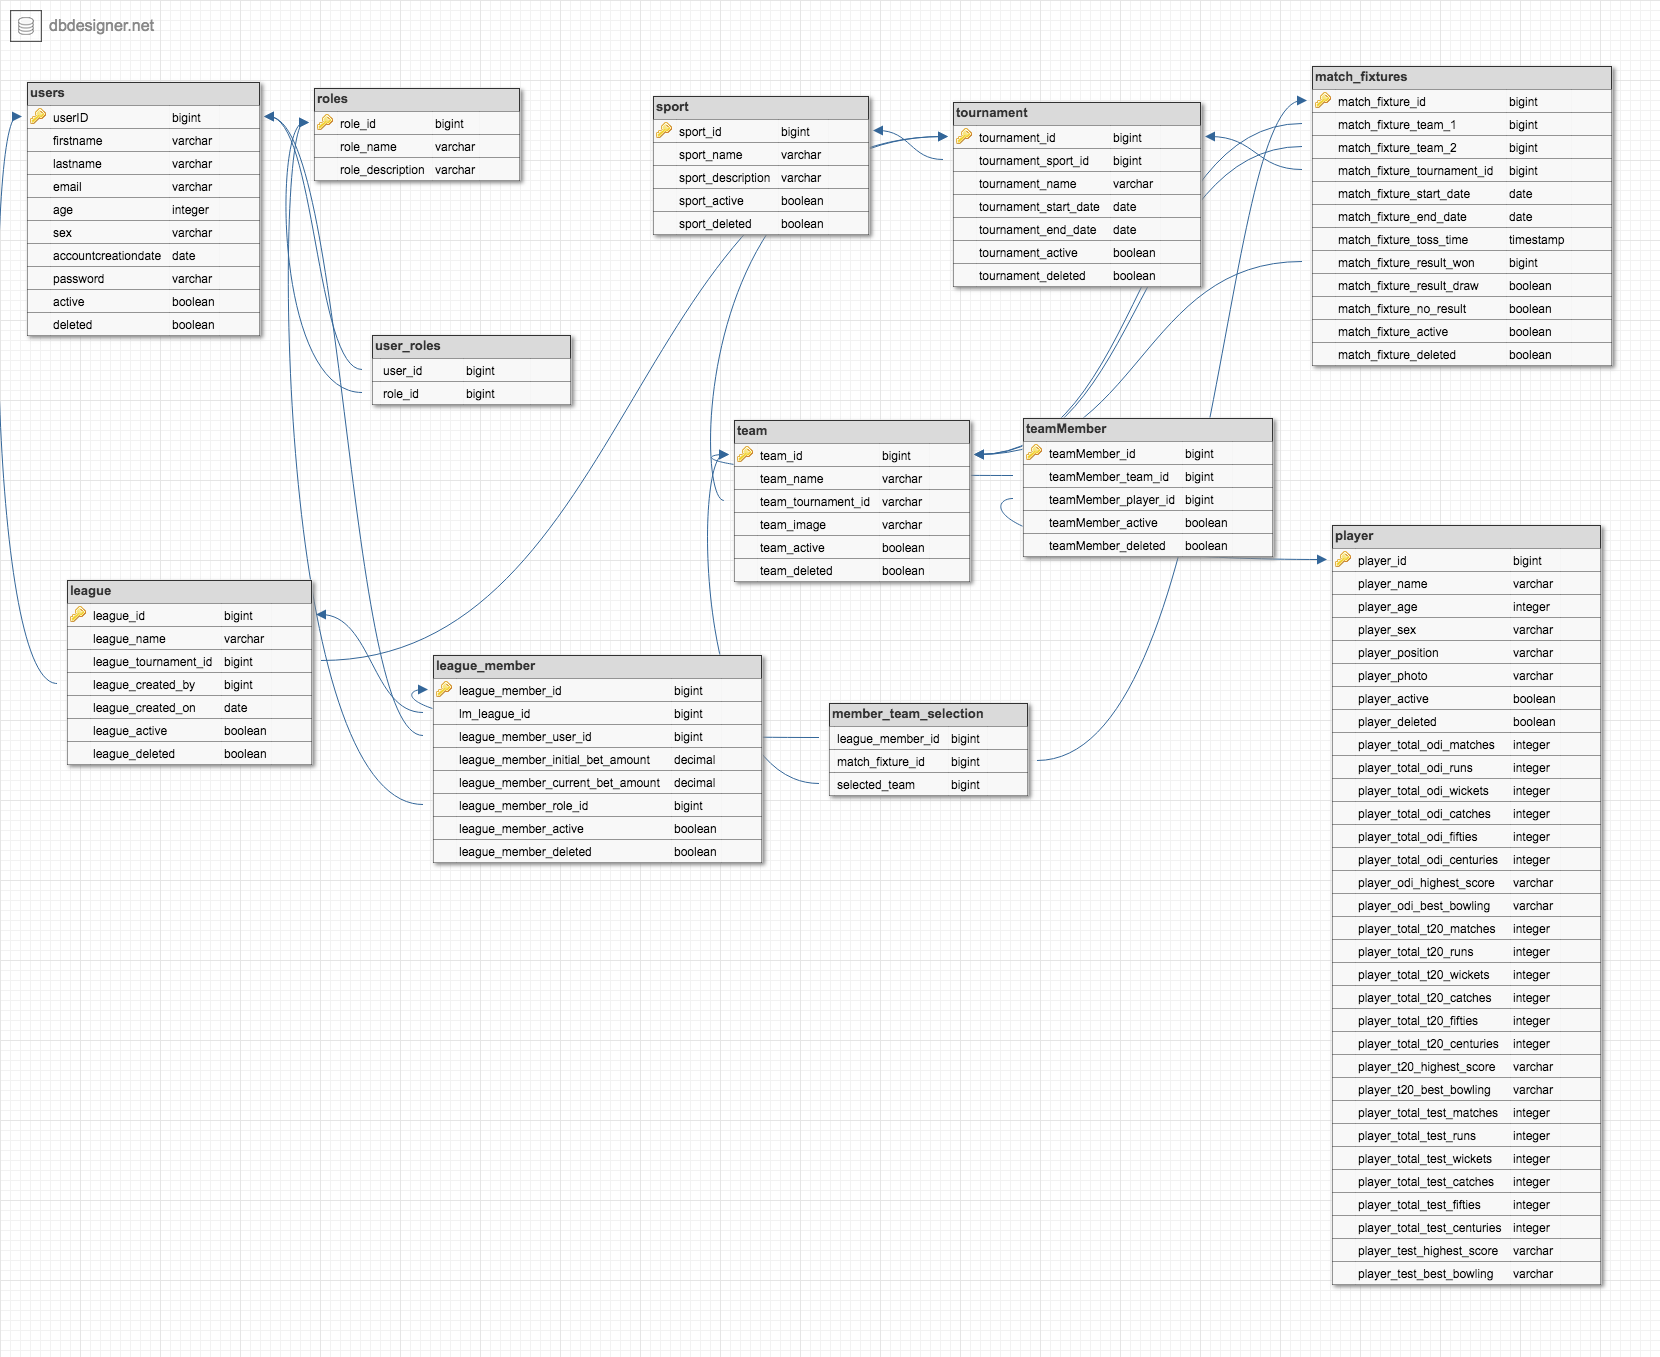 dbdesigner.net
users
userID bigint
firstname varchar
lastname varchar
email varchar
age integer
sex varchar
accountcreationdate date
password varchar
active boolean
deleted boolean
roles
role_id bigint
role_name varchar
role_description varchar
user_roles
user_id bigint
role_id bigint
sport
sport_id bigint
sport_name varchar
sport_description varchar
sport_active boolean
sport_deleted boolean
tournament
tournament_id bigint
tournament_sport_id bigint
tournament_name varchar
tournament_start_date date
tournament_end_date date
tournament_active boolean
tournament_deleted boolean
match_fixtures
match_fixture_id bigint
match_fixture_team_1 bigint
match_fixture_team_2 bigint
match_fixture_tournament_id bigint
match_fixture_start_date date
match_fixture_end_date date
match_fixture_toss_time timestamp
match_fixture_result_won bigint
match_fixture_result_draw boolean
match_fixture_no_result boolean
match_fixture_active boolean
match_fixture_deleted boolean
team
team_id bigint
team_name varchar
team_tournament_id varchar
team_image varchar
team_active boolean
team_deleted boolean
teamMember
teamMember_id bigint
teamMember_team_id bigint
teamMember_player_id bigint
teamMember_active boolean
teamMember_deleted boolean
league
league_id bigint
league_name varchar
league_tournament_id bigint
league_created_by bigint
league_created_on date
league_active boolean
league_deleted boolean
league_member
league_member_id bigint
lm_league_id bigint
league_member_user_id bigint
league_member_initial_bet_amount decimal
league_member_current_bet_amount decimal
league_member_role_id bigint
league_member_active boolean
league_member_deleted boolean
member_team_selection
league_member_id bigint
match_fixture_id bigint
selected_team bigint
player
player_id bigint
player_name varchar
player_age integer
player_sex varchar
player_position varchar
player_photo varchar
player_active boolean
player_deleted boolean
player_total_odi_matches integer
player_total_odi_runs integer
player_total_odi_wickets integer
player_total_odi_catches integer
player_total_odi_fifties integer
player_total_odi_centuries integer
player_odi_highest_score varchar
player_odi_best_bowling varchar
player_total_t20_matches integer
player_total_t20_runs integer
player_total_t20_wickets integer
player_total_t20_catches integer
player_total_t20_fifties integer
player_total_t20_centuries integer
player_t20_highest_score varchar
player_t20_best_bowling varchar
player_total_test_matches integer
player_total_test_runs integer
player_total_test_wickets integer
player_total_test_catches integer
player_total_test_fifties integer
player_total_test_centuries integer
player_test_highest_score varchar
player_test_best_bowling varchar